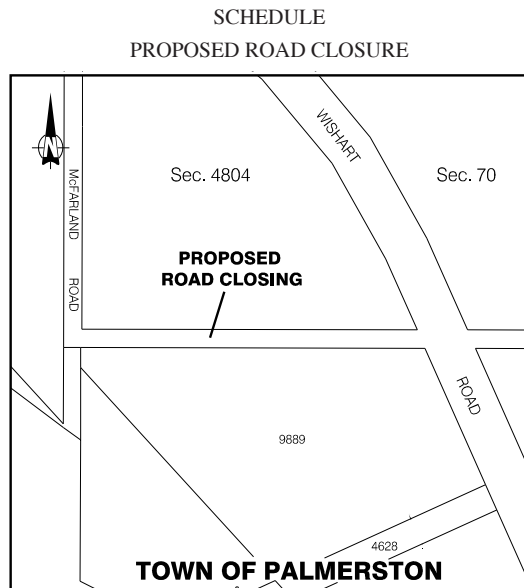 SCHEDULE
PROPOSED ROAD CLOSURE
N
WISHART
McFARLAND
Sec. 4804
Sec. 70
PROPOSED
ROAD CLOSING
ROAD
ROAD
9889
4628
TOWN OF PALMERSTON